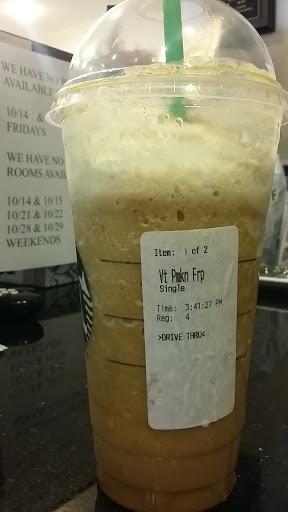 WE HAVE NO
AVAILABLE
10/14 &
FRIDAYS
WE HAVE NO
ROOMS AVAI
10/14 & 10/15
10/21 & 10/22
10/28 & 10/29
WEEKENDS
Item: 1 of 2
Vt Pmkn Frp
Single
Time: 3:41:27 PM
Reg: 4
>DRIVE THRU<